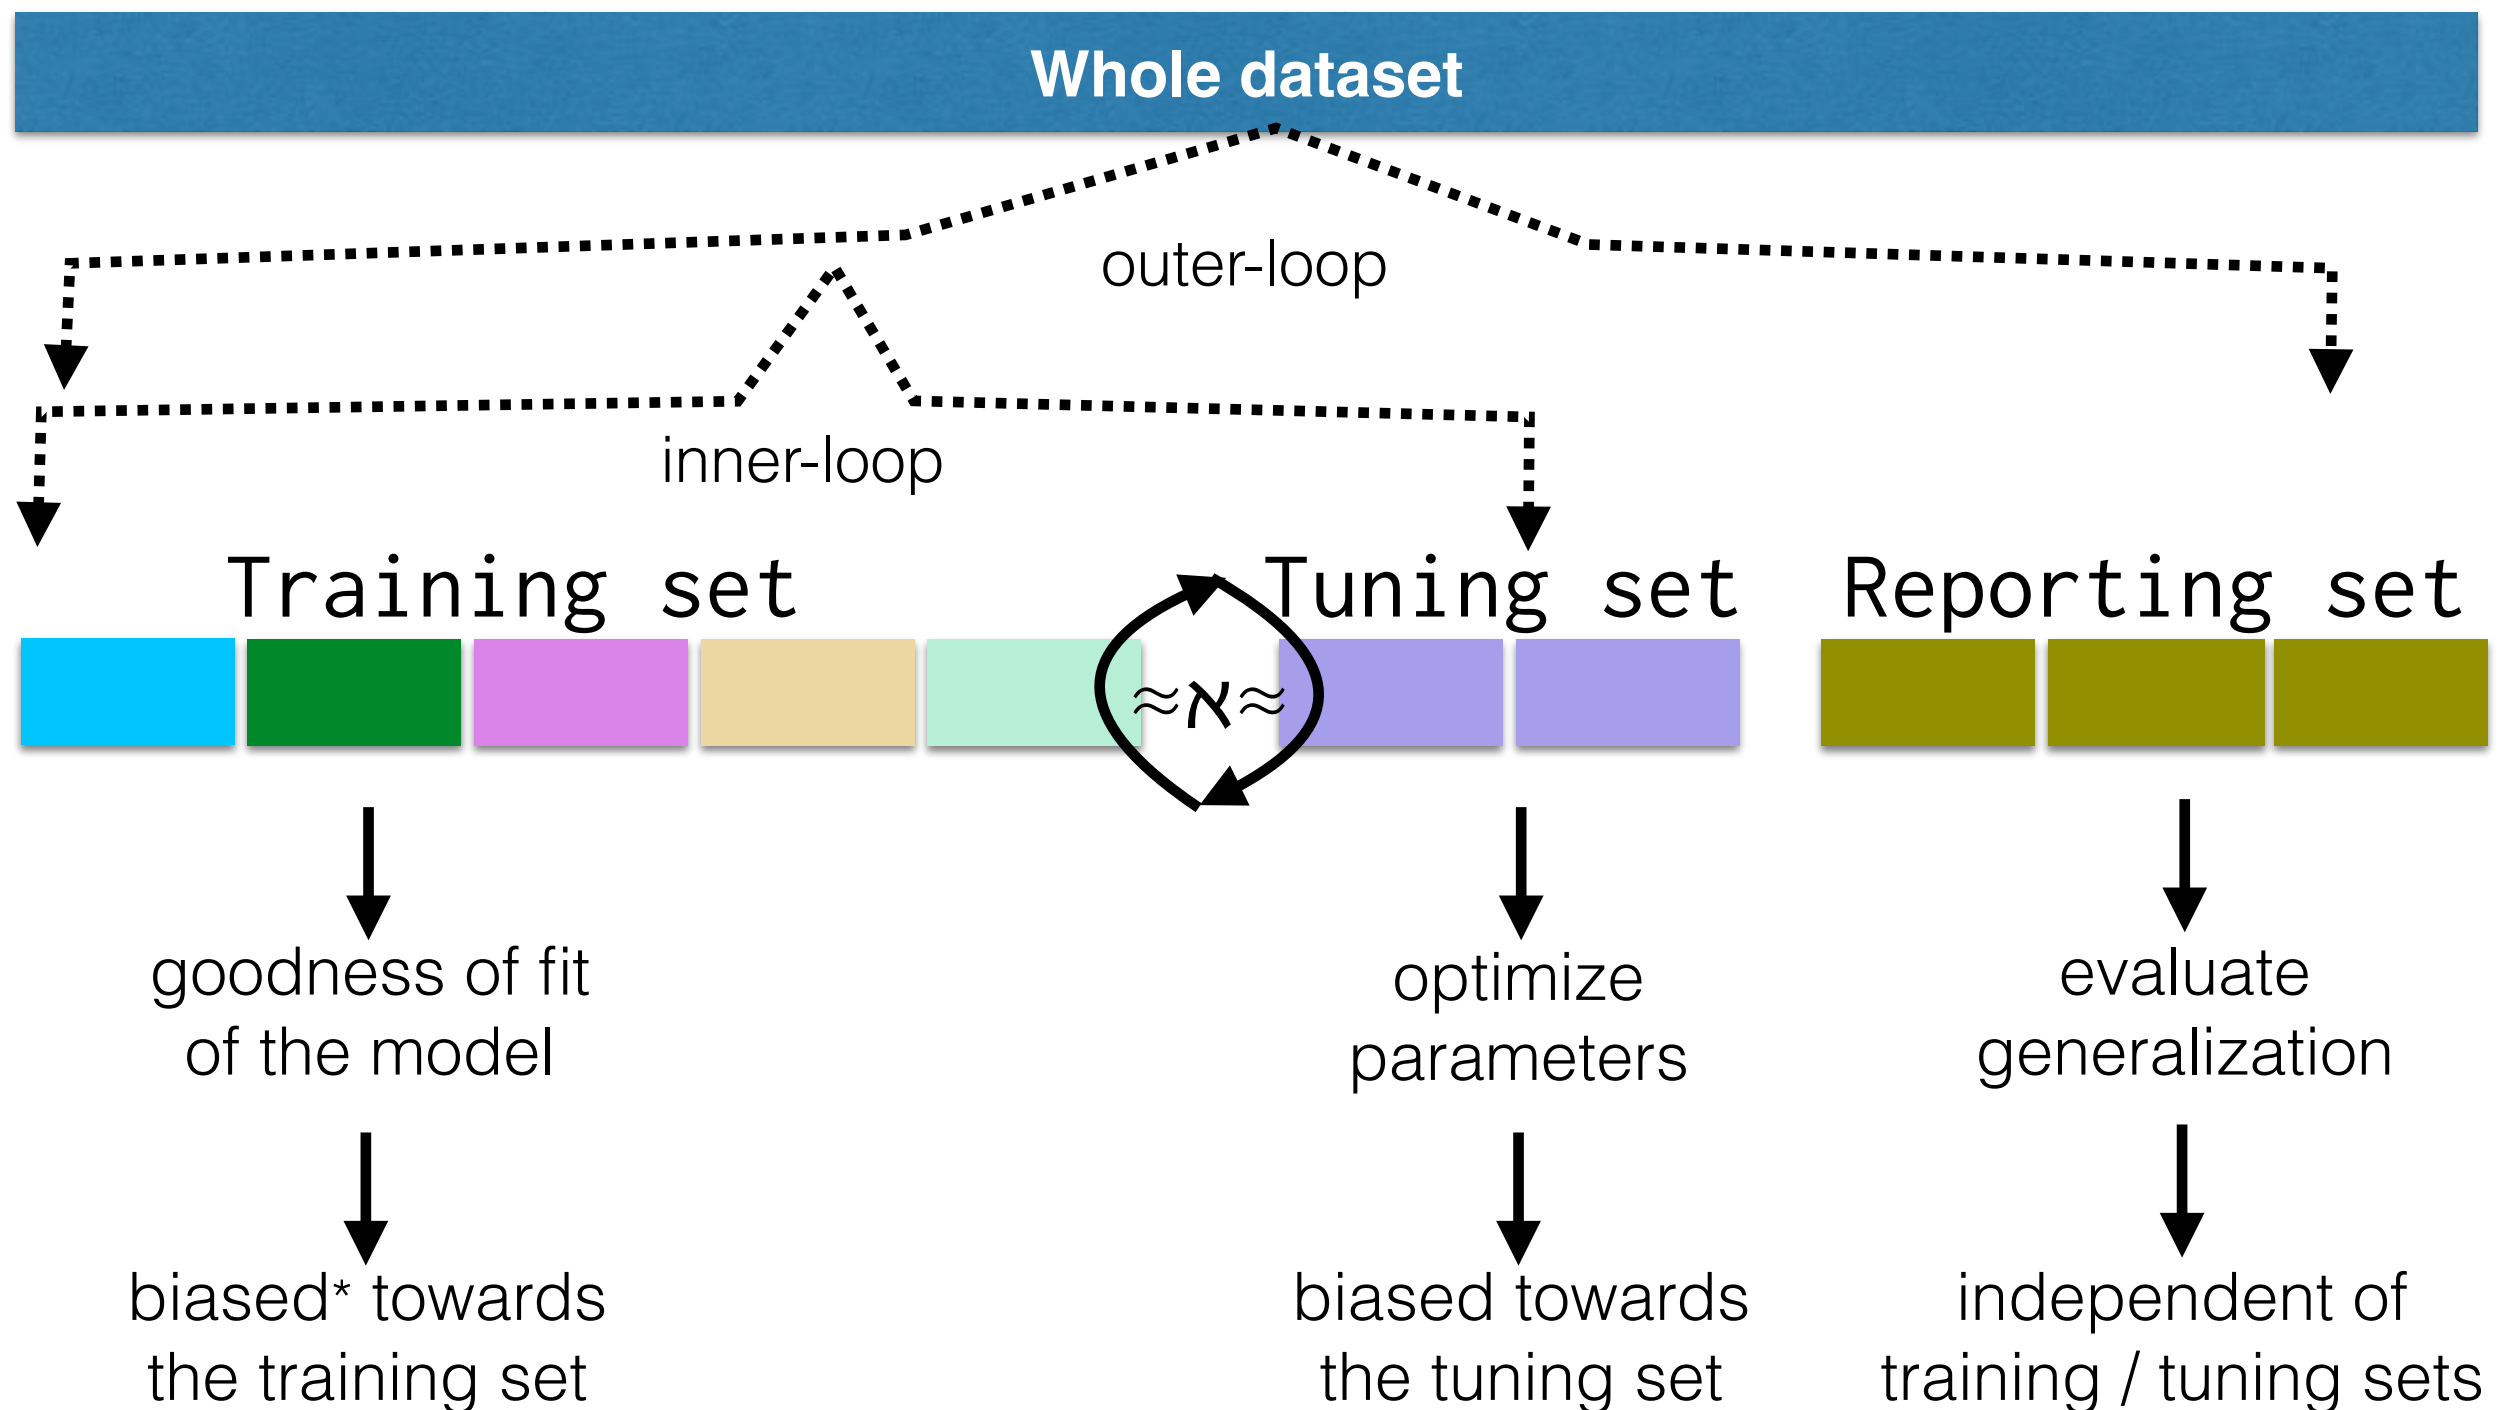 Whole dataset
outer-loop
inner-loop
Training set
Tuning set
Reporting set
≈א≈
goodness of fit
of the model
optimize
parameters
evaluate
generalization
biased* towards
the training set
biased towards
the tuning set
independent of
training / tuning sets